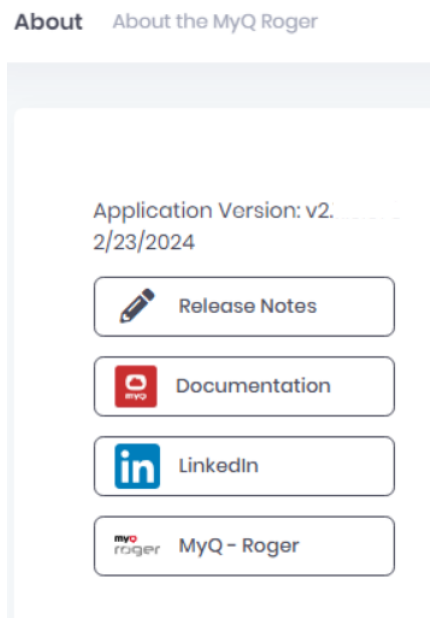 About About the MyQ Roger
Application Version: v2.
2/23/2024
Release Notes
myQ
Documentation
in
LinkedIn
myQ
roger
MyQ - Roger